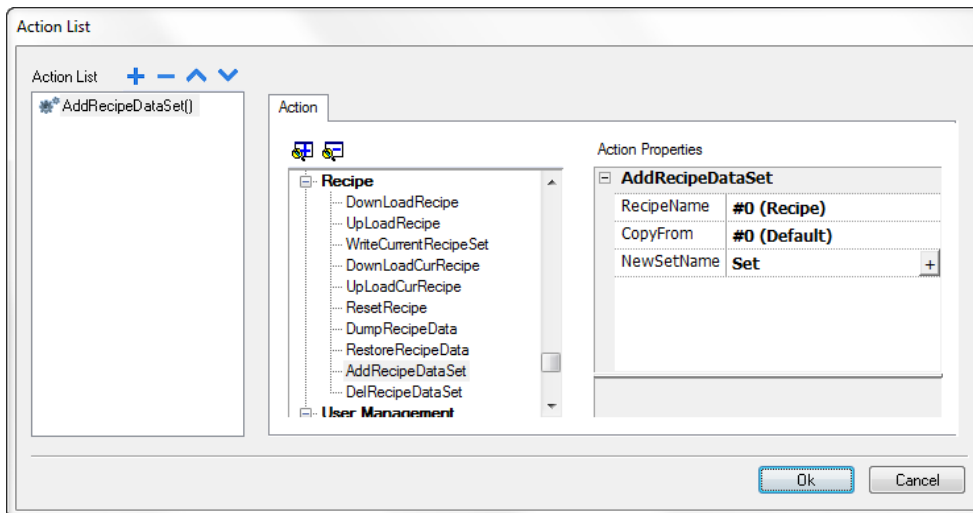 Action List
Action List
AddRecipeDataSet()
Action
Recipe
DownLoadRecipe
UpLoadRecipe
WriteCurrentRecipeSet
DownLoadCurRecipe
UpLoadCurRecipe
ResetRecipe
DumpRecipeData
RestoreRecipeData
AddRecipeDataSet
DelRecipeDataSet
User Management
Action Properties
AddRecipeDataSet
RecipeName #0 (Recipe)
CopyFrom #0 (Default)
NewSetName Set +
Ok Cancel